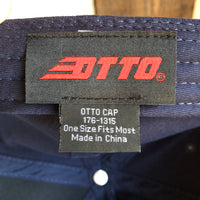 OTTO®
OTTO CAP
176-1315
One Size Fits Most
Made in China